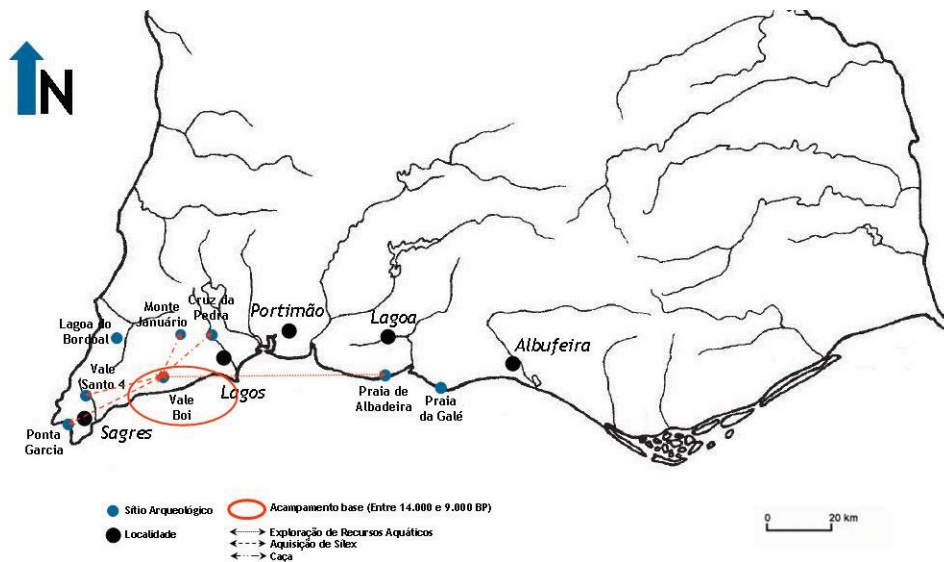 N
Portimão
Lagoa
Albufeira
Lagoa do
Bordoal
Monte
Januário
Cruz da
Pedra
Vale
Santo 4
Vale
Boi
Lagos
Praia de
Albadeira
Praia
da Galé
Sagres
Ponta
Garcia
Sítio Arqueológico
Localidade
Acampamento base (Entre 14.000 e 9.000 BP)
Exploração de Recursos Aquáticos
Aquisição de Sílex
Caça
0 20 km